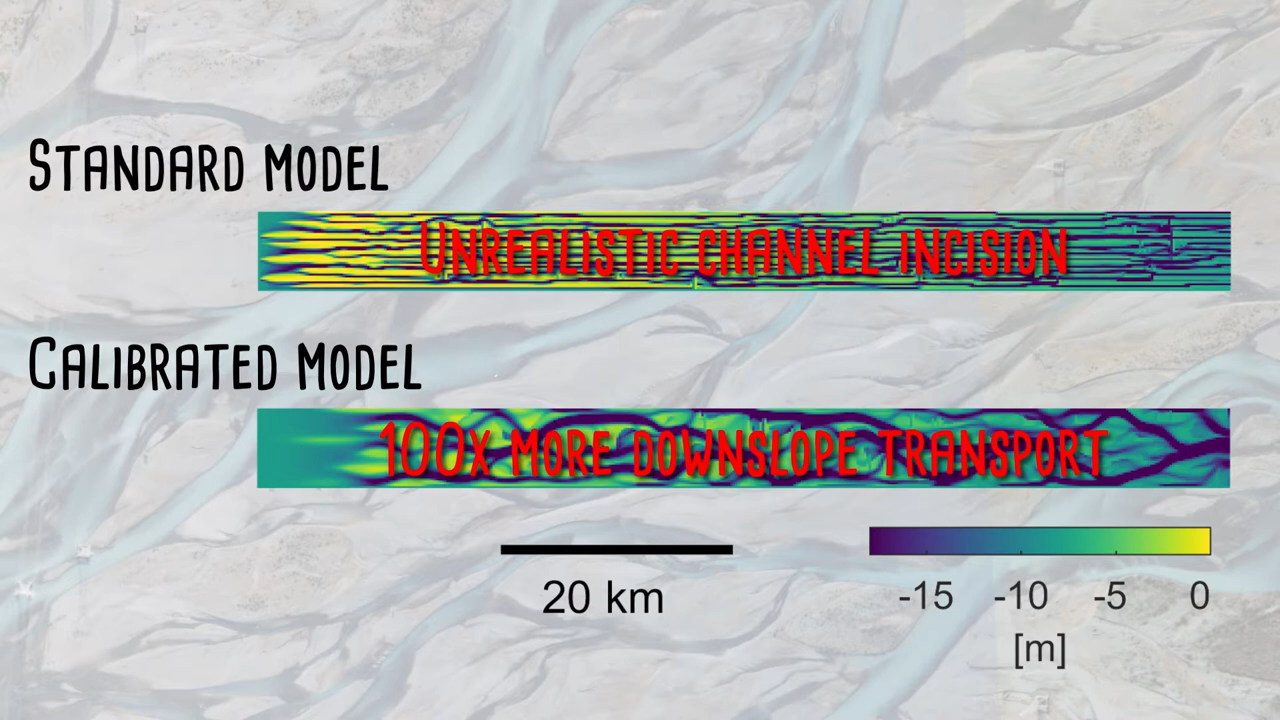 STANDARD MODEL
UNREALISTIC CHANNEL INCISION
CALIBRATED MODEL
100X MORE DOWNSLOPE TRANSPORT
20 km
-15 -10 -5 0
[m]